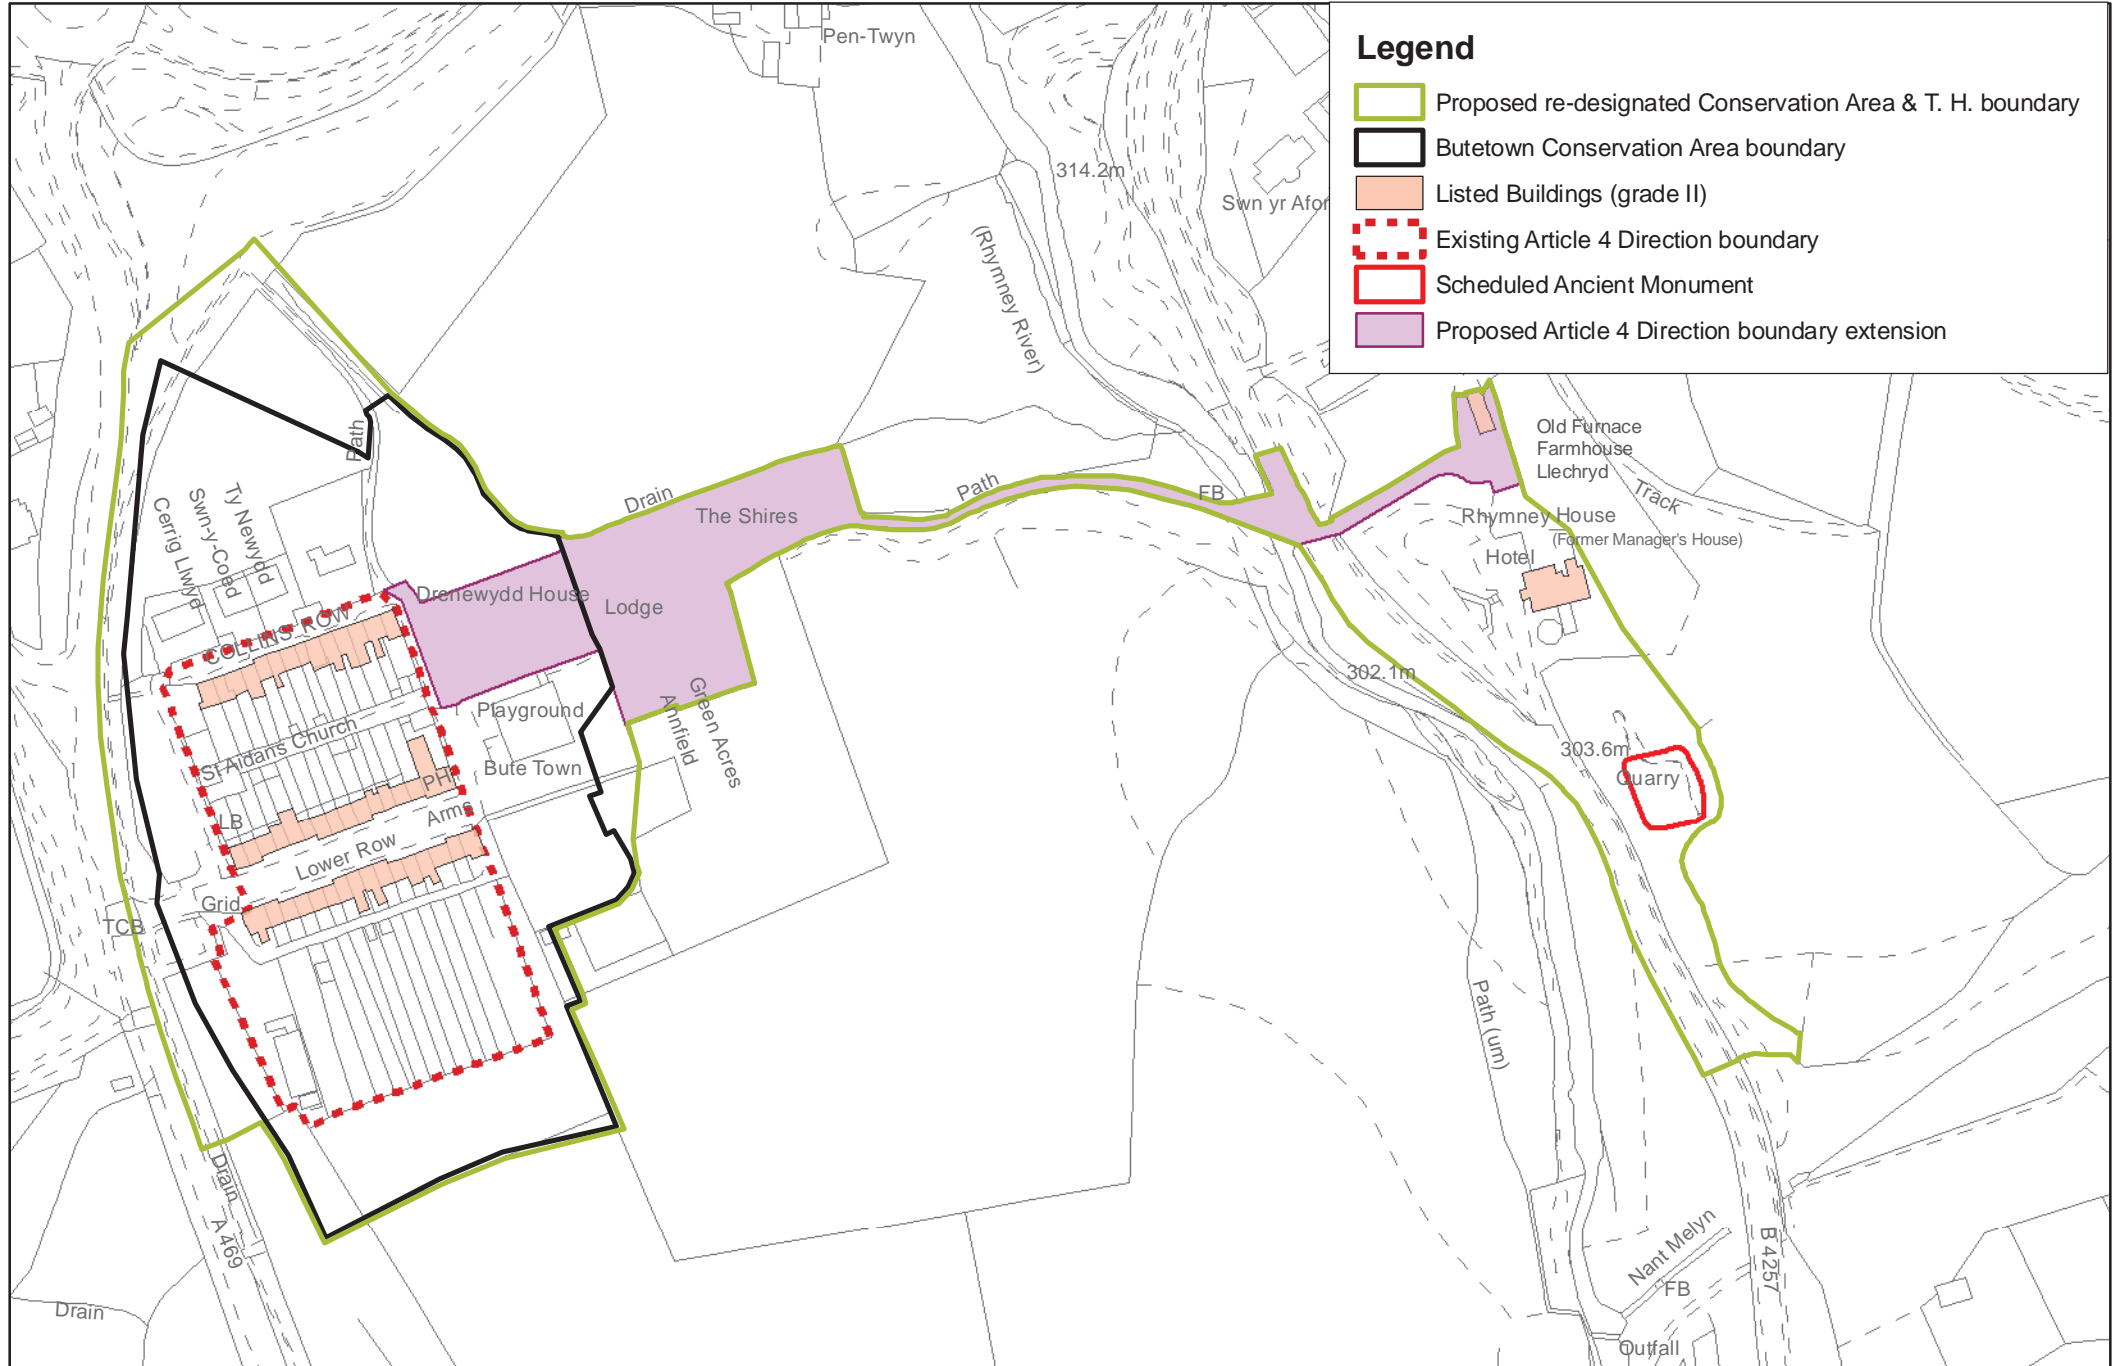 Legend
Proposed re-designated Conservation Area & T. H. boundary
Butetown Conservation Area boundary
Listed Buildings (grade II)
Existing Article 4 Direction boundary
Scheduled Ancient Monument
Proposed Article 4 Direction boundary extension
Pen-Twyn
314.2m
Swn yr Afor
(Rhymney River)
Path
Drain
The Shires
Path
FB
Old Furnace
Farmhouse
Llechryd
Track
Rhymney House
(Former Manager's House)
Hotel
Ty Newydd
Swn-y-Coed
Cerrig Llwyd
Drenewydd House
Lodge
COLLINS ROW
302.1m
Green Acres
Annfield
Playground
St Aidans Church
303.6m
Quarry
Bute Town
PH
Arms
LB
Lower Row
Grid
TCB
Path (um)
Drain
A 469
Nant Melyn
B 4257
FB
Drain
Outfall